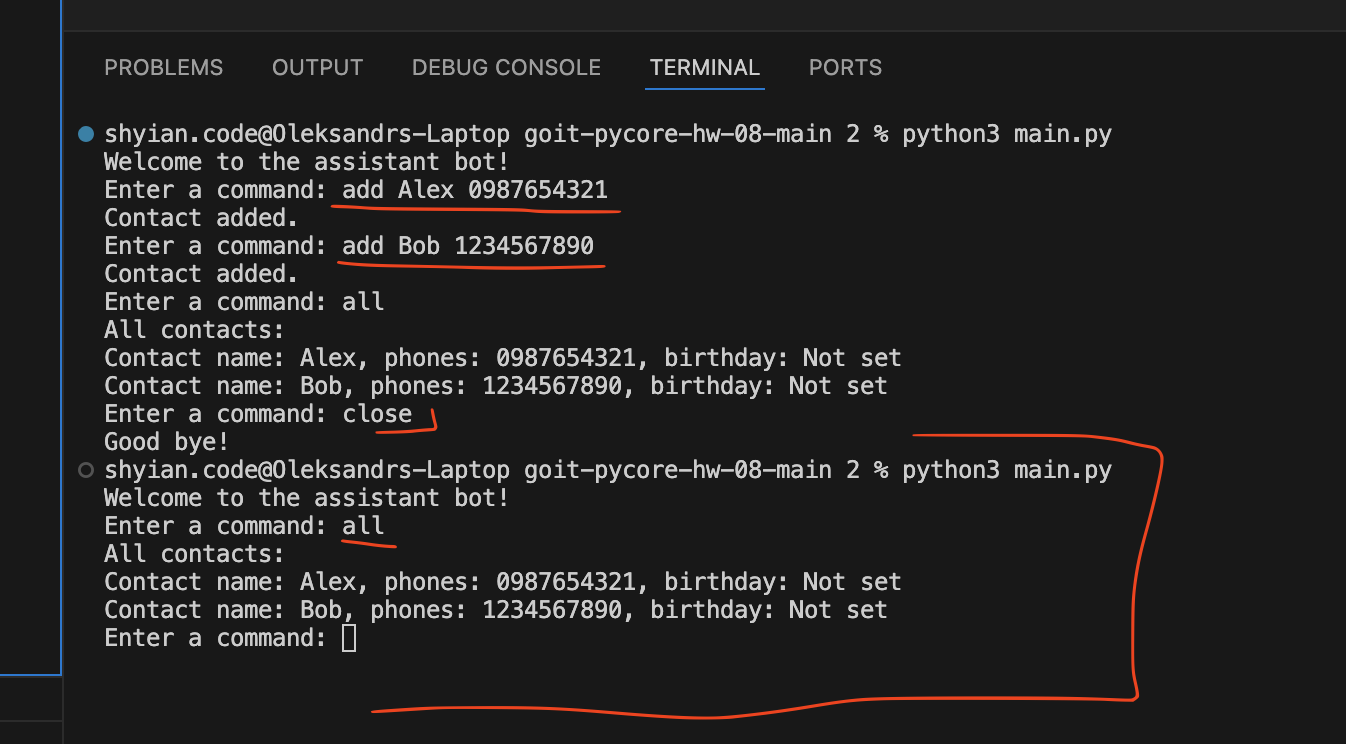 PROBLEMS OUTPUT DEBUG CONSOLE TERMINAL PORTS
shyian.code@Oleksandrs-Laptop goit-pycore-hw-08-main 2 % python3 main.py
Welcome to the assistant bot!
Enter a command: add Alex 0987654321
Contact added.
Enter a command: add Bob 1234567890
Contact added.
Enter a command: all
All contacts:
Contact name: Alex, phones: 0987654321, birthday: Not set
Contact name: Bob, phones: 1234567890, birthday: Not set
Enter a command: close
Good bye!
shyian.code@Oleksandrs-Laptop goit-pycore-hw-08-main 2 % python3 main.py
Welcome to the assistant bot!
Enter a command: all
All contacts:
Contact name: Alex, phones: 0987654321, birthday: Not set
Contact name: Bob, phones: 1234567890, birthday: Not set
Enter a command: